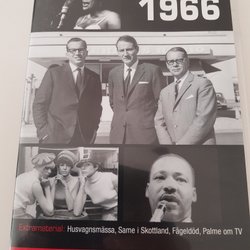 1966
Extramaterial: Husvagnsmässa, Same i Skottland, Fågeldöd, Palme om TV